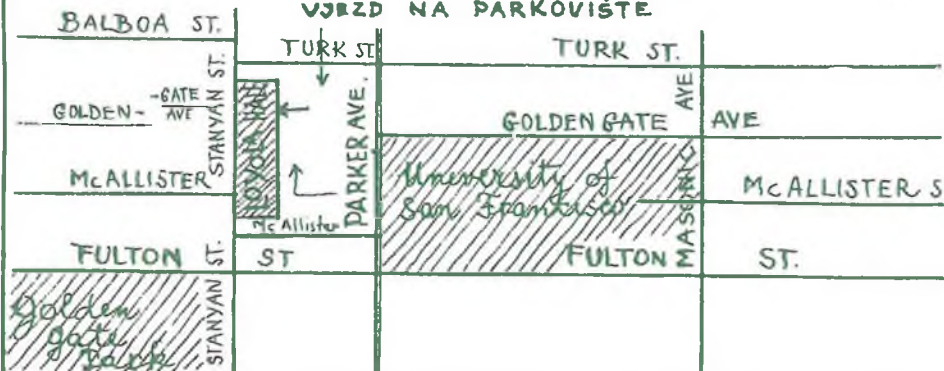 VJEZD NA PARKOVIŠTE
BALBOA ST.
TURK ST
TURK ST.
STANYAN ST.
GOLDEN-GATE AVE
LOYOLA HALL
PARKER AVE.
GOLDEN GATE AVE
MASONIC AVE
McALLISTER
University of
San Francisco
McALLISTER S
McAllister
FULTON ST. ST
FULTON ST.
Golden
Gate
Park
STANYAN